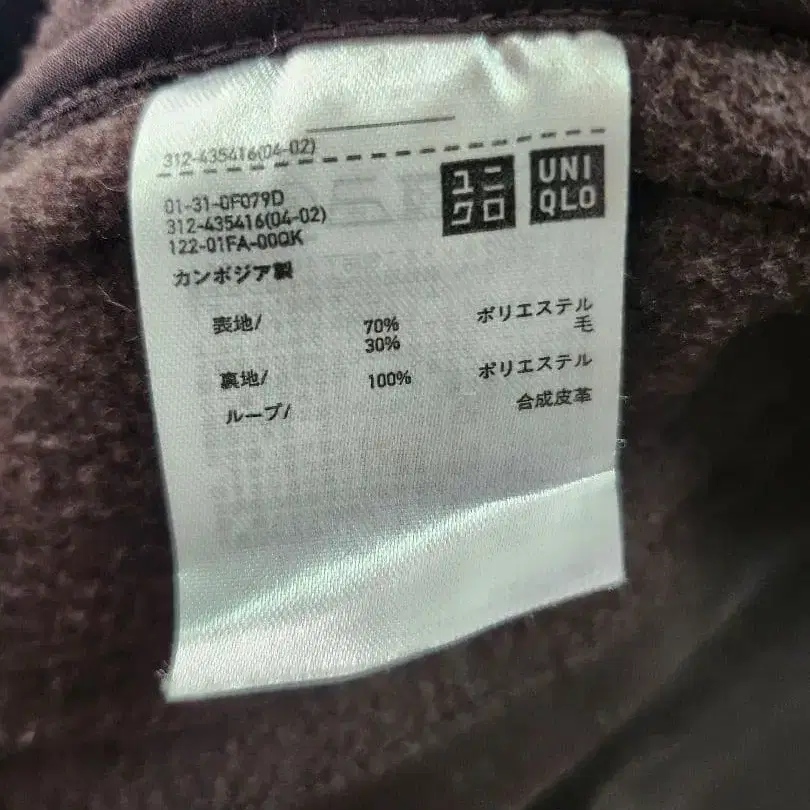 312-435416(04-02)
ユニ
クロ
UNI
QLO
01-31-0F079D
312-435416(04-02)
122-01FA-00QK
カンボジア製
表地/ 70% ポリエステル
30% 毛
裏地/ 100% ポリエステル
ループ/ 合成皮革